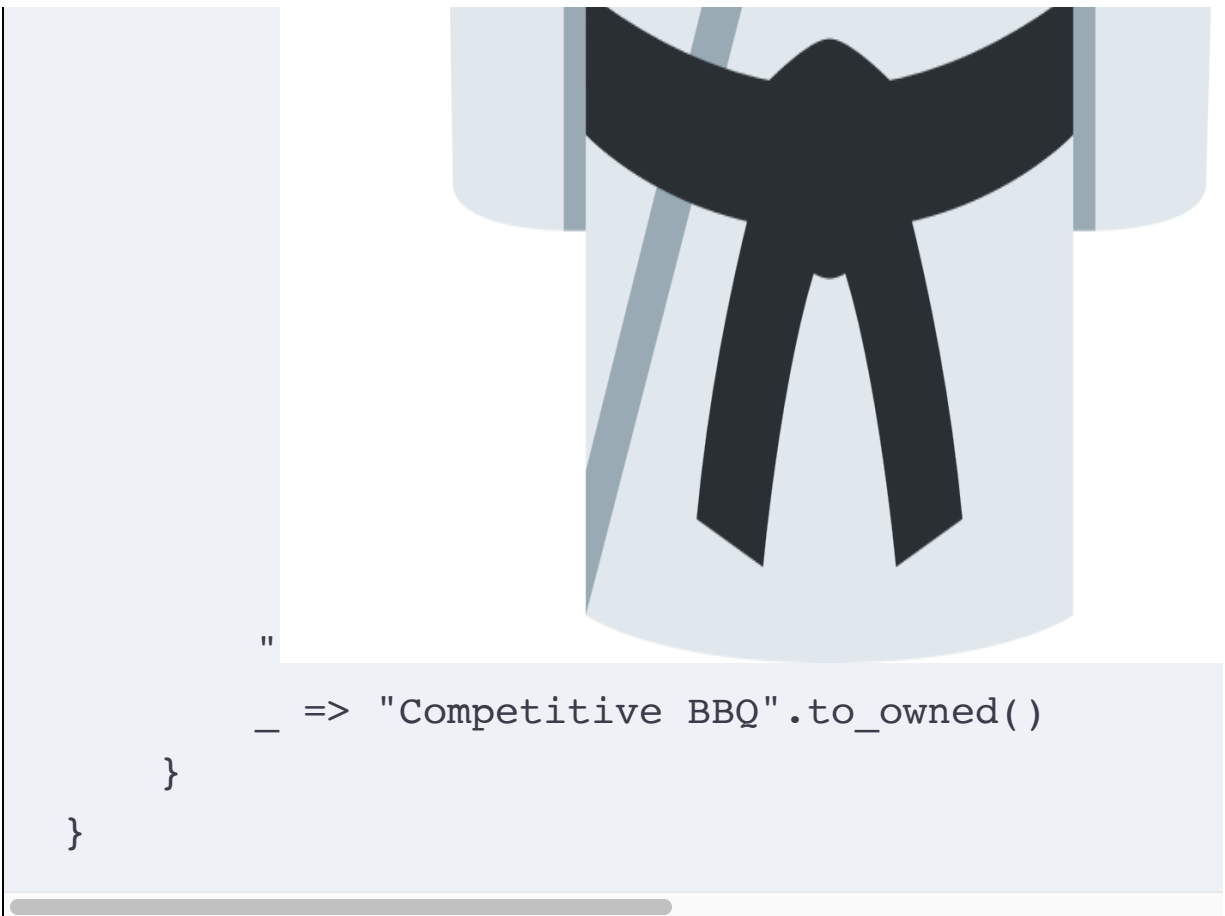 "
_ => "Competitive BBQ".to_owned()
}
}